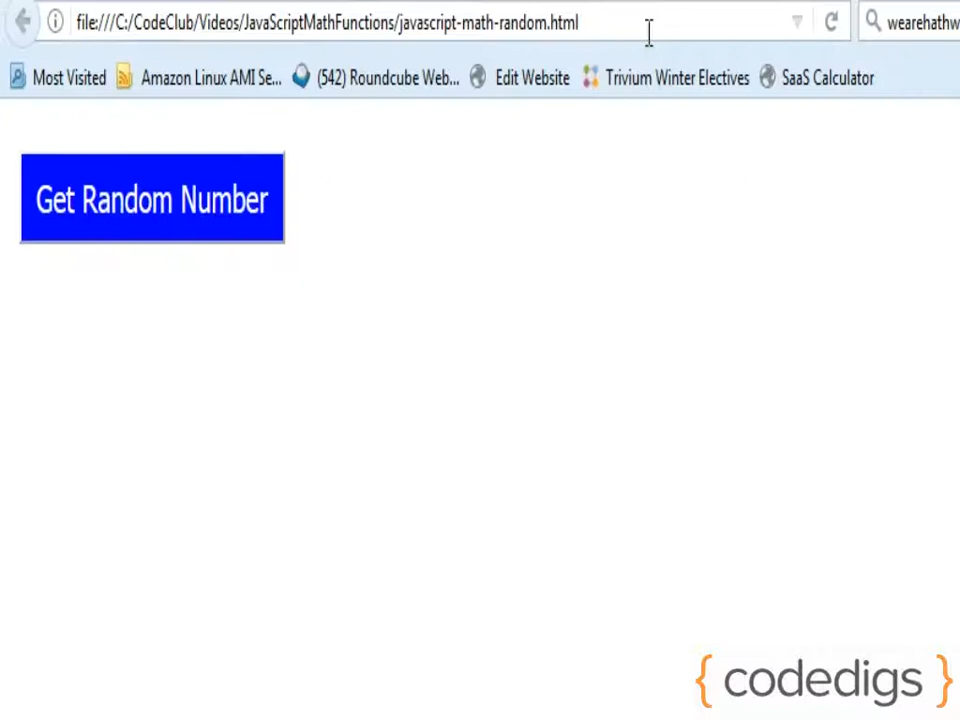 file:///C:/CodeClub/Videos/JavaScriptMathFunctions/javascript-math-random.html
wearehathw
Most Visited
Amazon Linux AMI Se...
(542) Roundcube Web...
Edit Website
Trivium Winter Electives
SaaS Calculator
Get Random Number
{ codedigs }